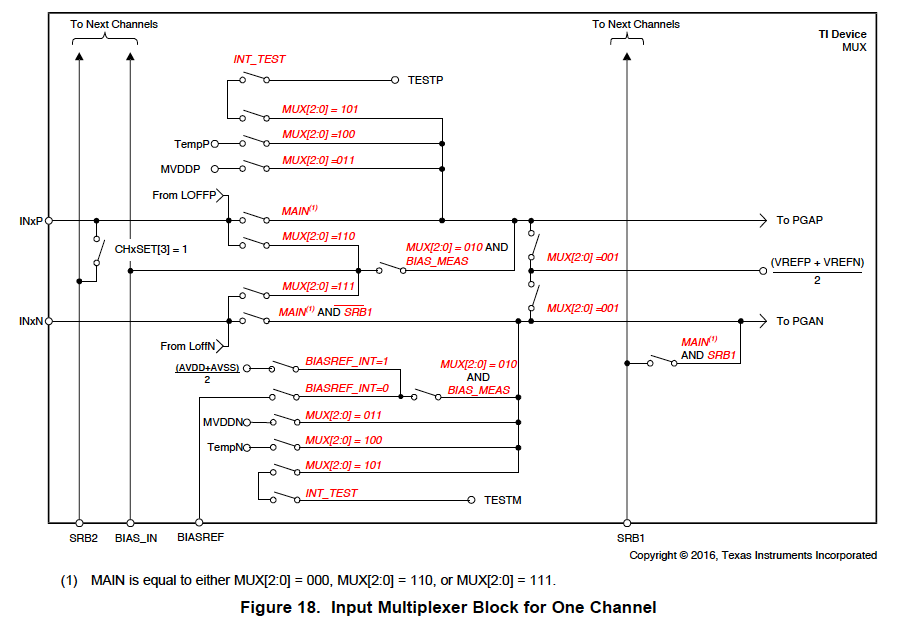 To Next Channels
To Next Channels
TI Device
MUX
INT_TEST
TESTP
MUX[2:0] = 101
MUX[2:0] =100
TempP
MUX[2:0] =011
MVDDP
From LOFFP
MAIN(1)
INxP
To PGAP
MUX[2:0] =110
CHxSET[3] = 1
MUX[2:0] = 010 AND
BIAS_MEAS
MUX[2:0] =001
(VREFP + VREFN)
2
MUX[2:0] =111
MAIN(1) AND SRB1
MUX[2:0] =001
INxN
To PGAN
From LoffN
MAIN(1)
AND SRB1
(AVDD+AVSS)
2
BIASREF_INT=1
MUX[2:0] = 010
AND
BIAS_MEAS
BIASREF_INT=0
MVDDN
MUX[2:0] = 011
TempN
MUX[2:0] = 100
MUX[2:0] = 101
INT_TEST
TESTM
SRB2
BIAS_IN
BIASREF
SRB1
Copyright © 2016, Texas Instruments Incorporated
(1) MAIN is equal to either MUX[2:0] = 000, MUX[2:0] = 110, or MUX[2:0] = 111.
Figure 18. Input Multiplexer Block for One Channel